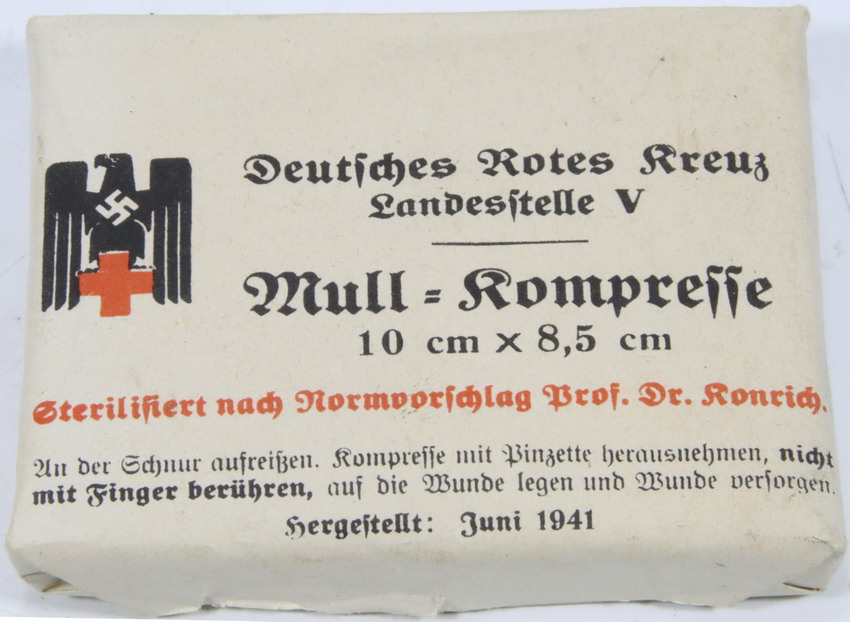 Deutſches Rotes Kreuz
Landesſtelle V
Mull = Kompreſſe
10 cm x 8,5 cm
Steriliſiert nach Normvorſchlag Prof. Dr. Konrich.
An der Schnur aufreißen. Kompreſſe mit Pinzette herausnehmen, nicht
mit Finger berühren, auf die Wunde legen und Wunde verſorgen.
Hergeſtellt: Juni 1941